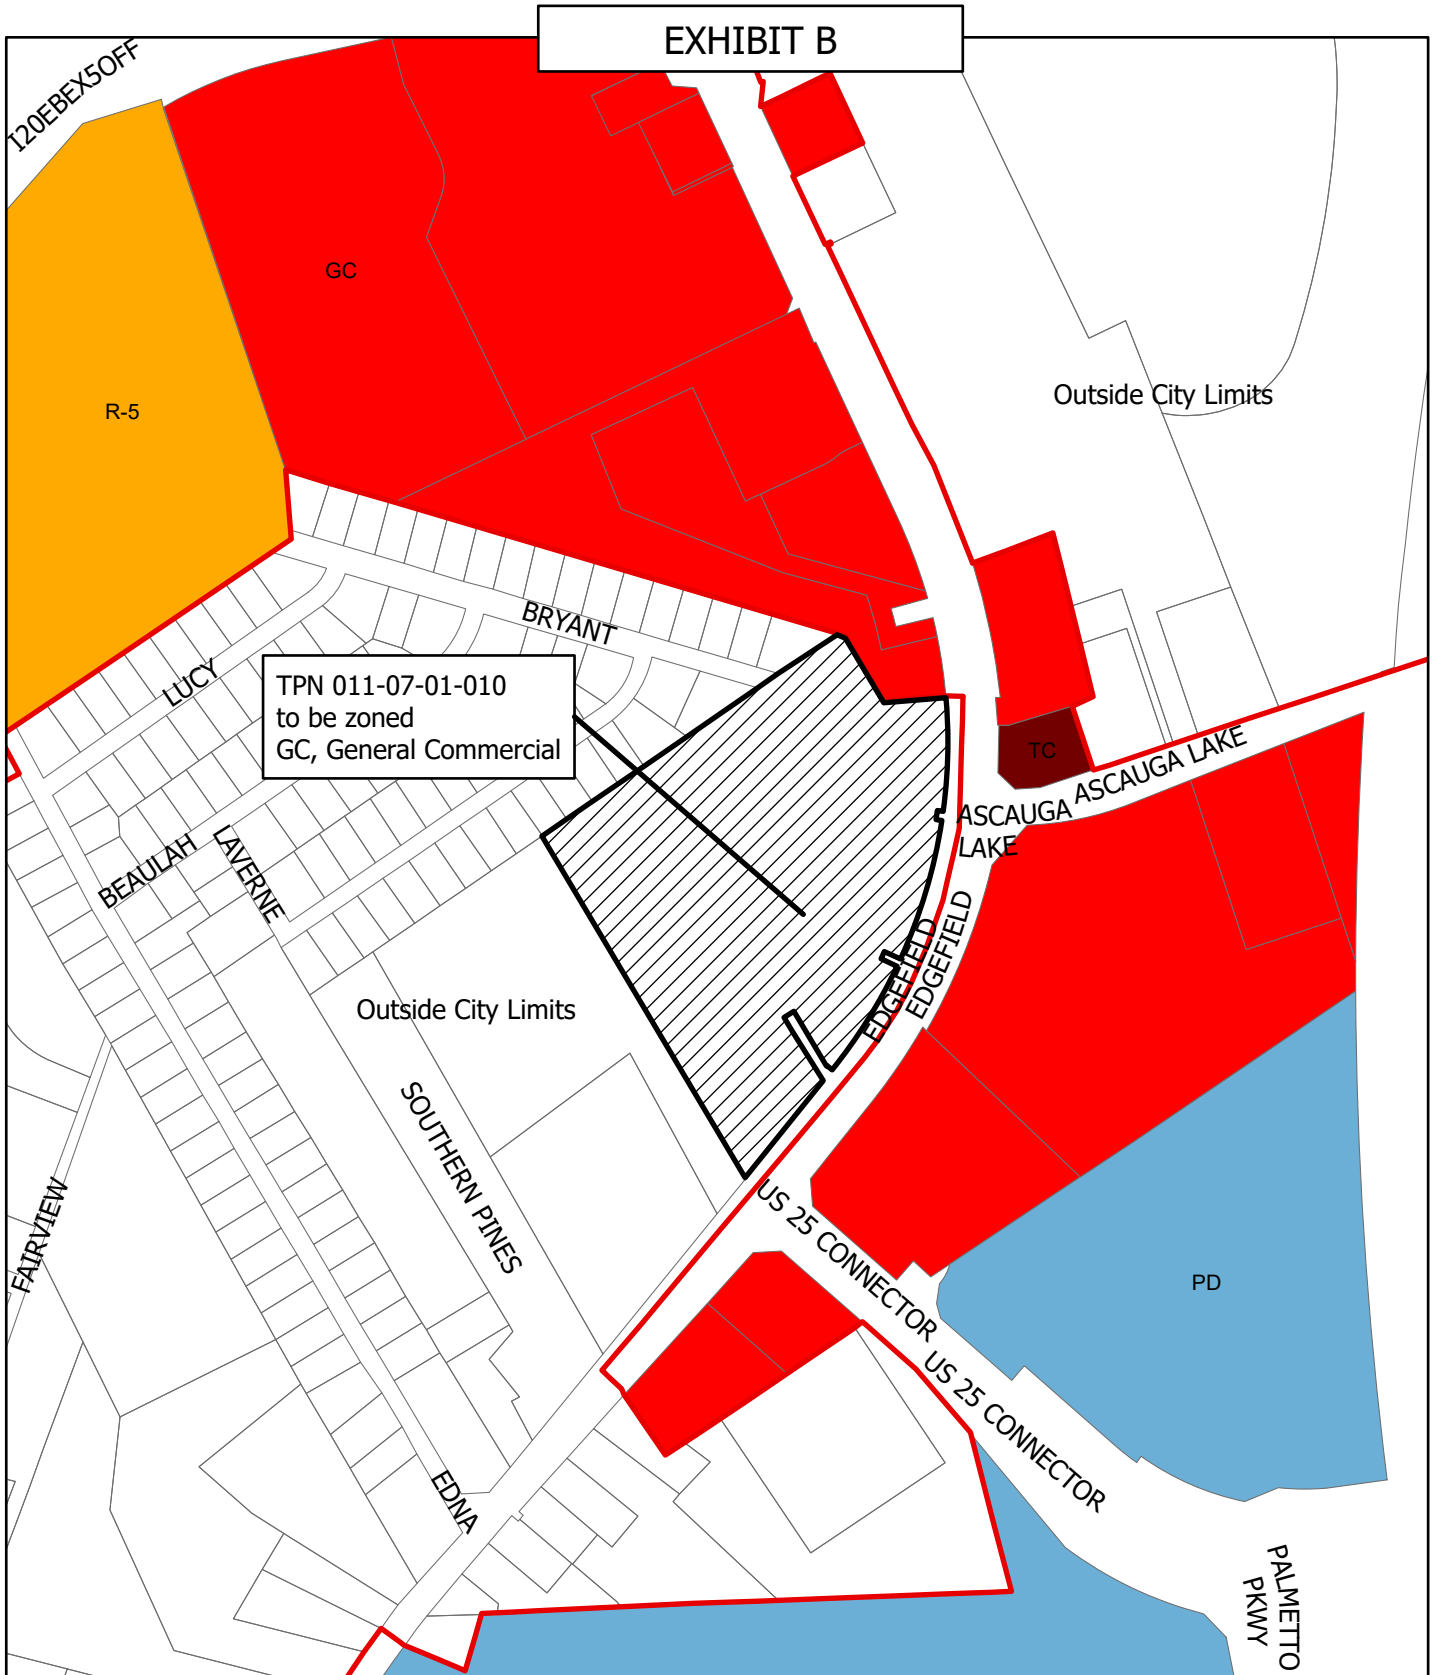 EXHIBIT B
I20EBEX5OFF
GC
R-5
Outside City Limits
BRYANT
LUCY
TPN 011-07-01-010
to be zoned
GC, General Commercial
TC
ASCAUGA LAKE
ASCAUGA
LAKE
BEAULAH
LAVERNE
EDGEFIELD
EDGEFIELD
Outside City Limits
SOUTHERN PINES
FAIRVIEW
US 25 CONNECTOR
PD
US 25 CONNECTOR
EDNA
PALMETTO
PKWY